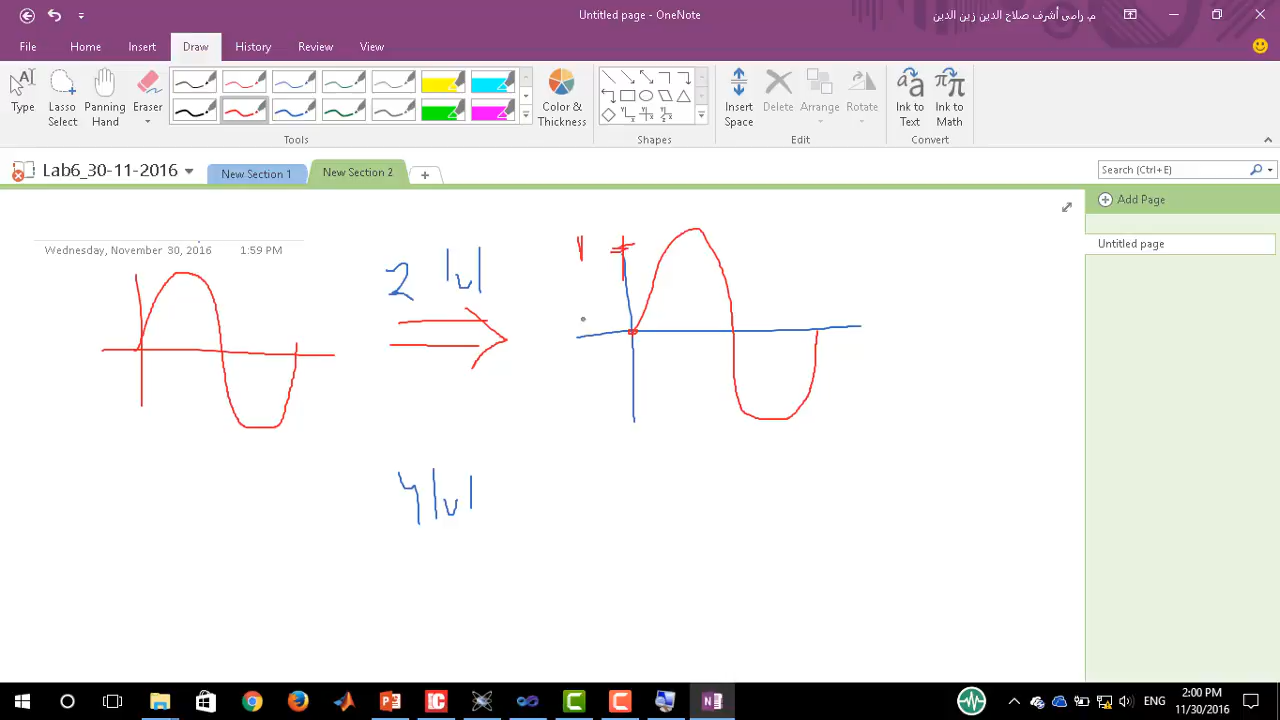 Untitled page - OneNote
م. رامى أشرف صلاح الدين زين الدين
File Home Insert Draw History Review View
Type
Lasso Select
Panning Hand
Eraser
Color & Thickness
Insert Space
Delete
Arrange
Rotate
Ink to Text
Ink to Math
Tools
Shapes
Edit
Convert
Lab6_30-11-2016
New Section 1
New Section 2
Search (Ctrl+E)
Add Page
Untitled page
Wednesday, November 30, 2016 1:59 PM
2 lvl
4 lvl
ENG
2:00 PM
11/30/2016